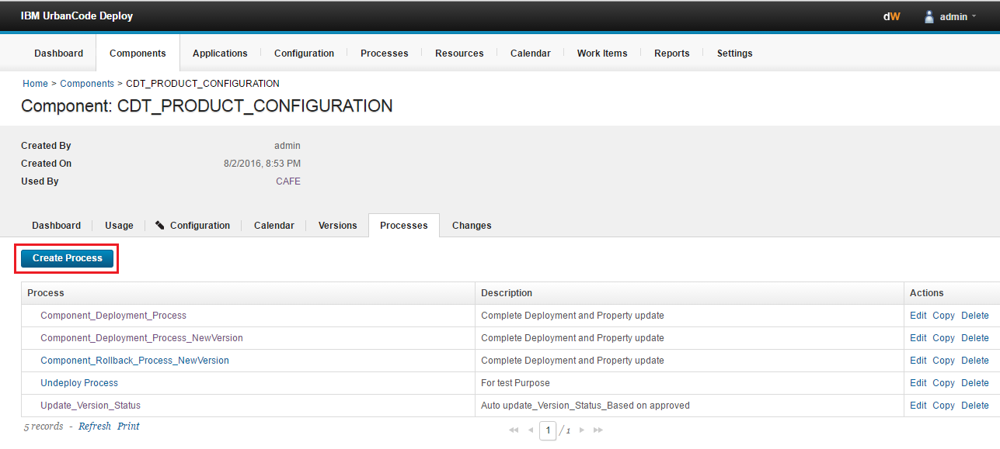 IBM UrbanCode Deploy dW admin
Dashboard Components Applications Configuration Processes Resources Calendar Work Items Reports Settings
Home > Components > CDT_PRODUCT_CONFIGURATION
Component: CDT_PRODUCT_CONFIGURATION
Created By admin
Created On 8/2/2016, 8:53 PM
Used By CAFE
Dashboard Usage Configuration Calendar Versions Processes Changes
Create Process
Process Description Actions
Component_Deployment_Process Complete Deployment and Property update Edit Copy Delete
Component_Deployment_Process_NewVersion Complete Deployment and Property update Edit Copy Delete
Component_Rollback_Process_NewVersion Complete Deployment and Property update Edit Copy Delete
Undeploy Process For test Purpose Edit Copy Delete
Update_Version_Status Auto update_Version_Status_Based on approved Edit Copy Delete
5 records - Refresh Print 1 / 1